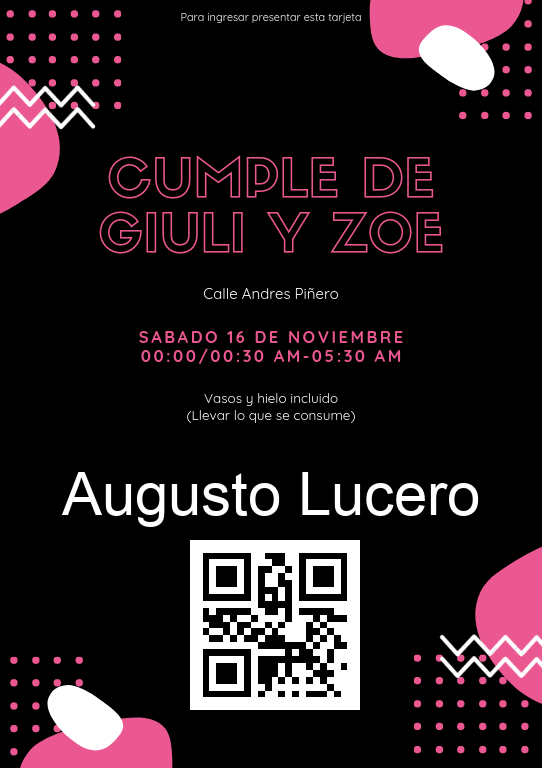 Para ingresar presentar esta tarjeta
CUMPLE DE
GIULI Y ZOE
Calle Andres Piñero
SABADO 16 DE NOVIEMBRE
00:00/00:30 AM-05:30 AM
Vasos y hielo incluido
(Llevar lo que se consume)
Augusto Lucero